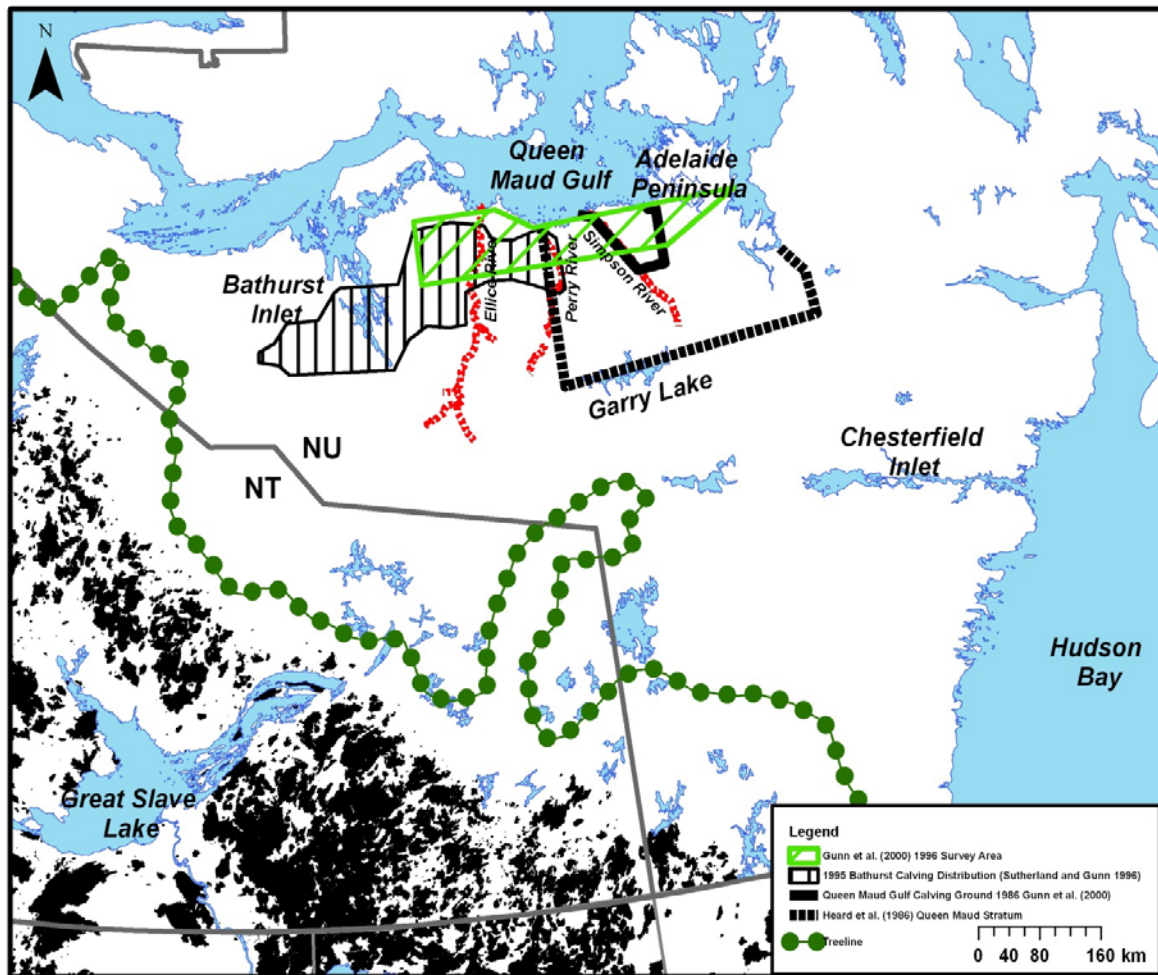 N
Queen
Maud Gulf
Adelaide
Peninsula
Bathurst
Inlet
Ellice River
Perry River
Simpson River
Garry Lake
Chesterfield
Inlet
NU
NT
Hudson
Bay
Great Slave
Lake
Legend
Gunn et al. (2000) 1996 Survey Area
1995 Bathurst Calving Distribution (Sutherland and Gunn 1996)
Queen Maud Gulf Calving Ground 1986 Gunn et al. (2000)
Heard et al. (1986) Queen Maud Stratum
Treeline
0 40 80 160 km